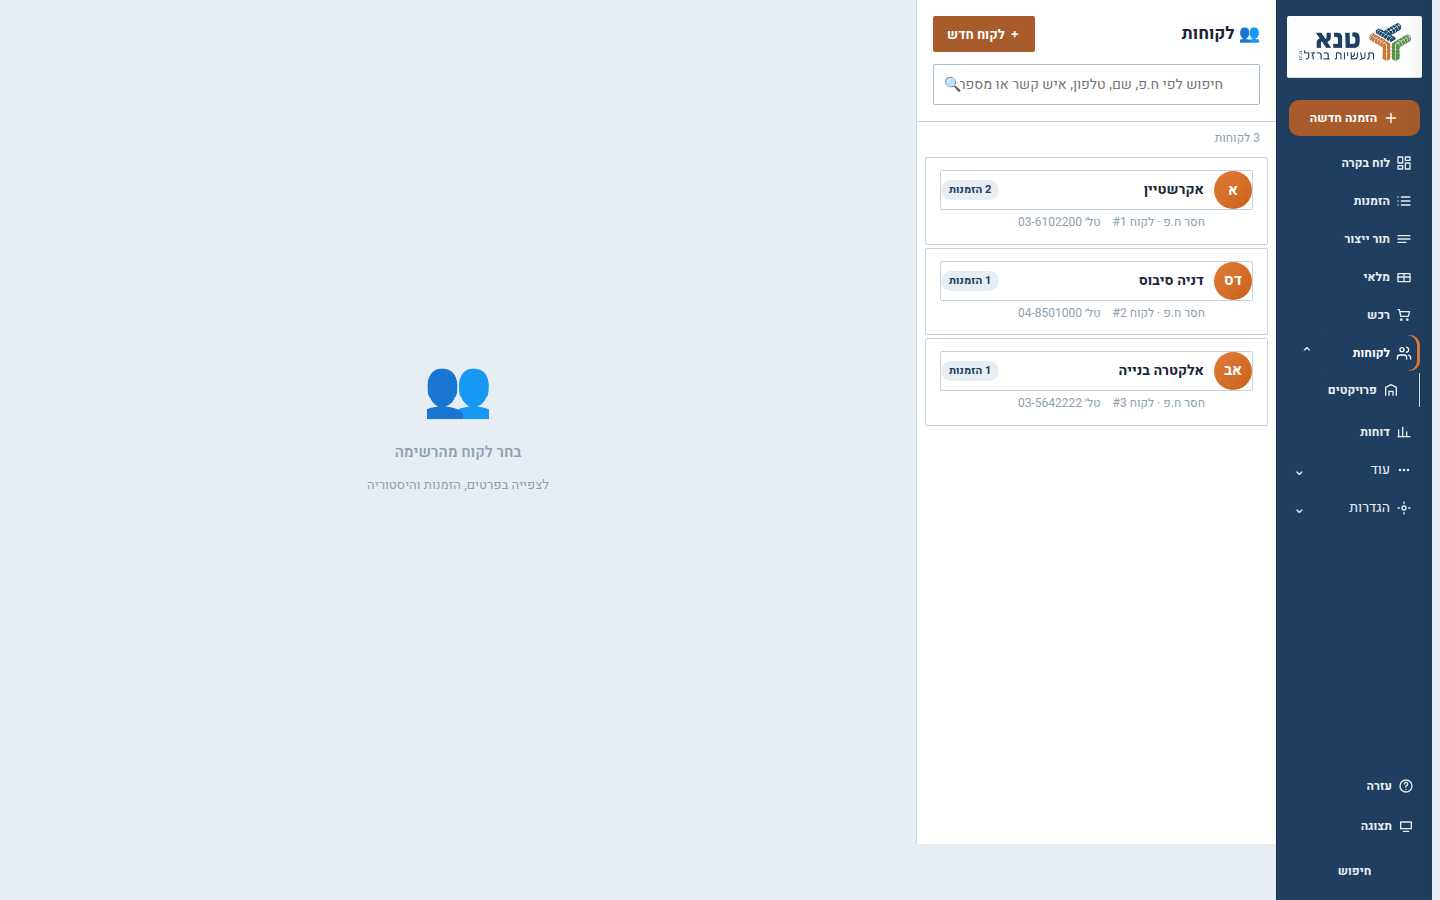 טנא
תעשיות ברזל
+ הזמנה חדשה
לוח בקרה
הזמנות
תור ייצור
מלאי
רכש
לקוחות
פרויקטים
דוחות
עוד
הגדרות
עזרה
תצוגה
חיפוש
לקוחות
+ לקוח חדש
חיפוש לפי ח.פ, שם, טלפון, איש קשר או מספר
3 לקוחות
א
אקרשטיין
2 הזמנות
חסר ח.פ · לקוח #1 טל' 03-6102200
דס
דניה סיבוס
1 הזמנות
חסר ח.פ · לקוח #2 טל' 04-8501000
אב
אלקטרה בנייה
1 הזמנות
חסר ח.פ · לקוח #3 טל' 03-5642222
בחר לקוח מהרשימה
לצפייה בפרטים, הזמנות והיסטוריה